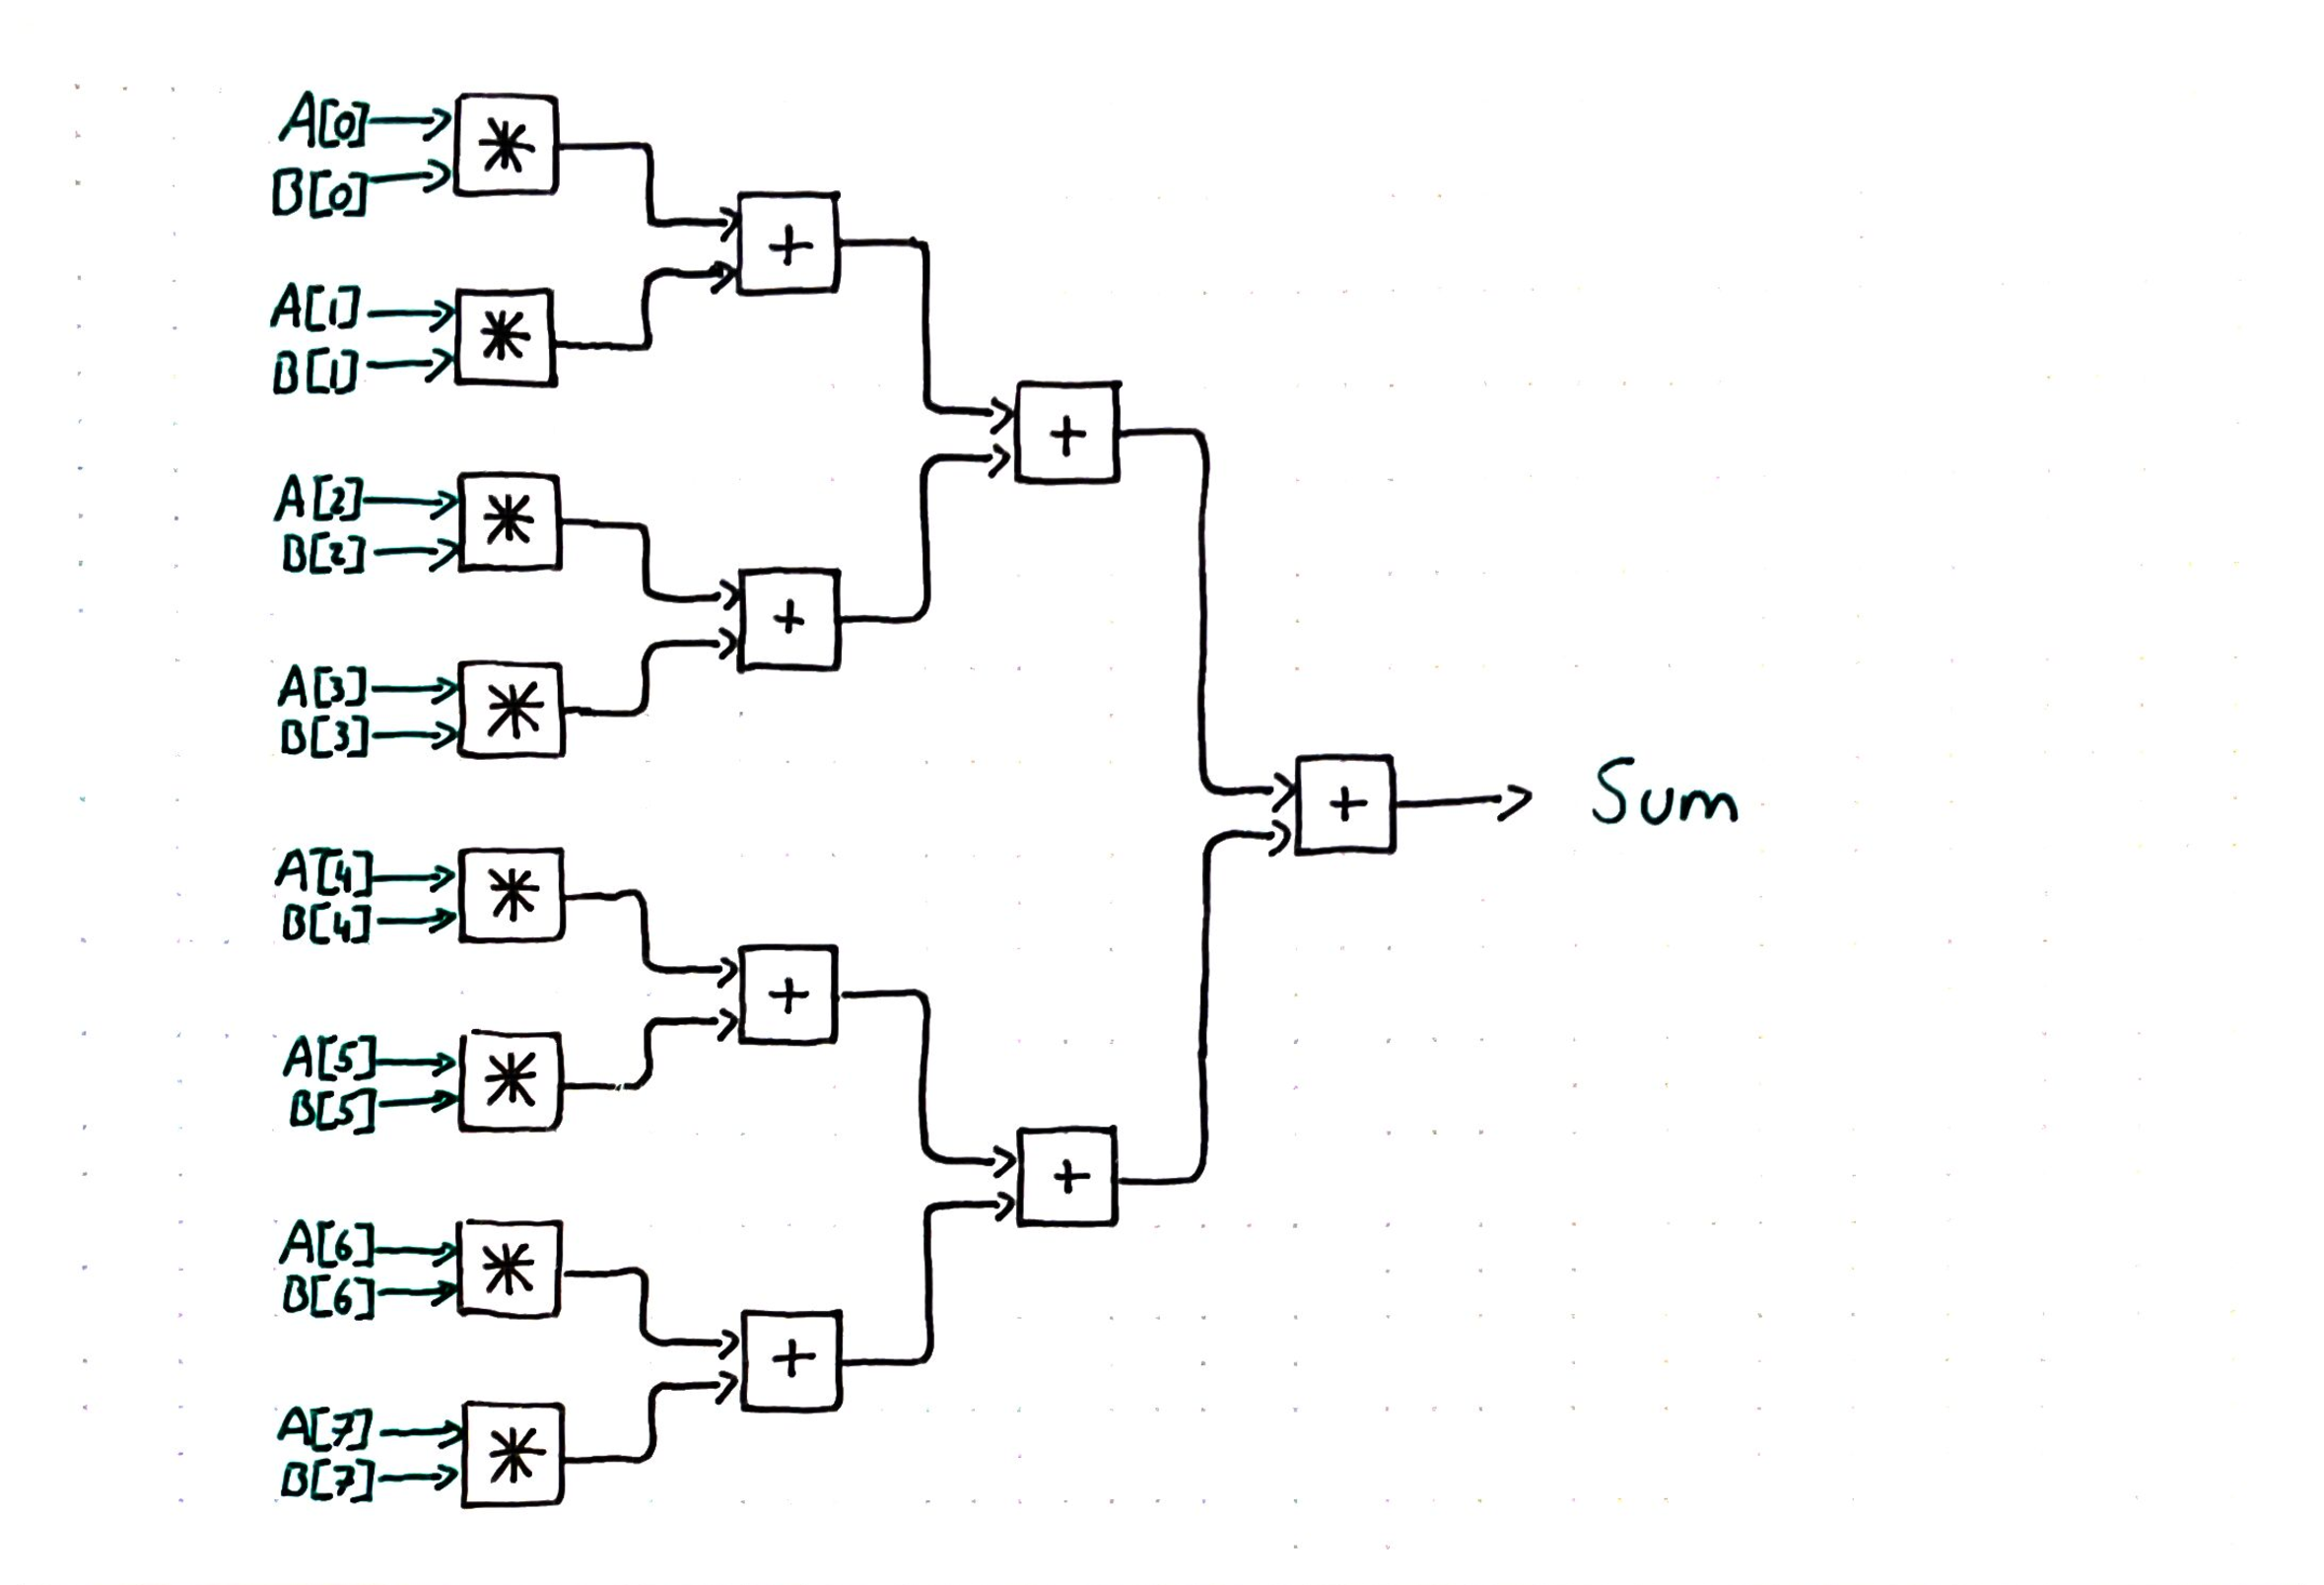 A[0]
*
B[0]
+
A[1]
*
B[1]
+
A[2]
*
B[2]
+
A[3]
*
B[3]
+
Sum
A[4]
*
B[4]
+
A[5]
*
B[5]
+
A[6]
*
B[6]
+
A[7]
*
B[7]